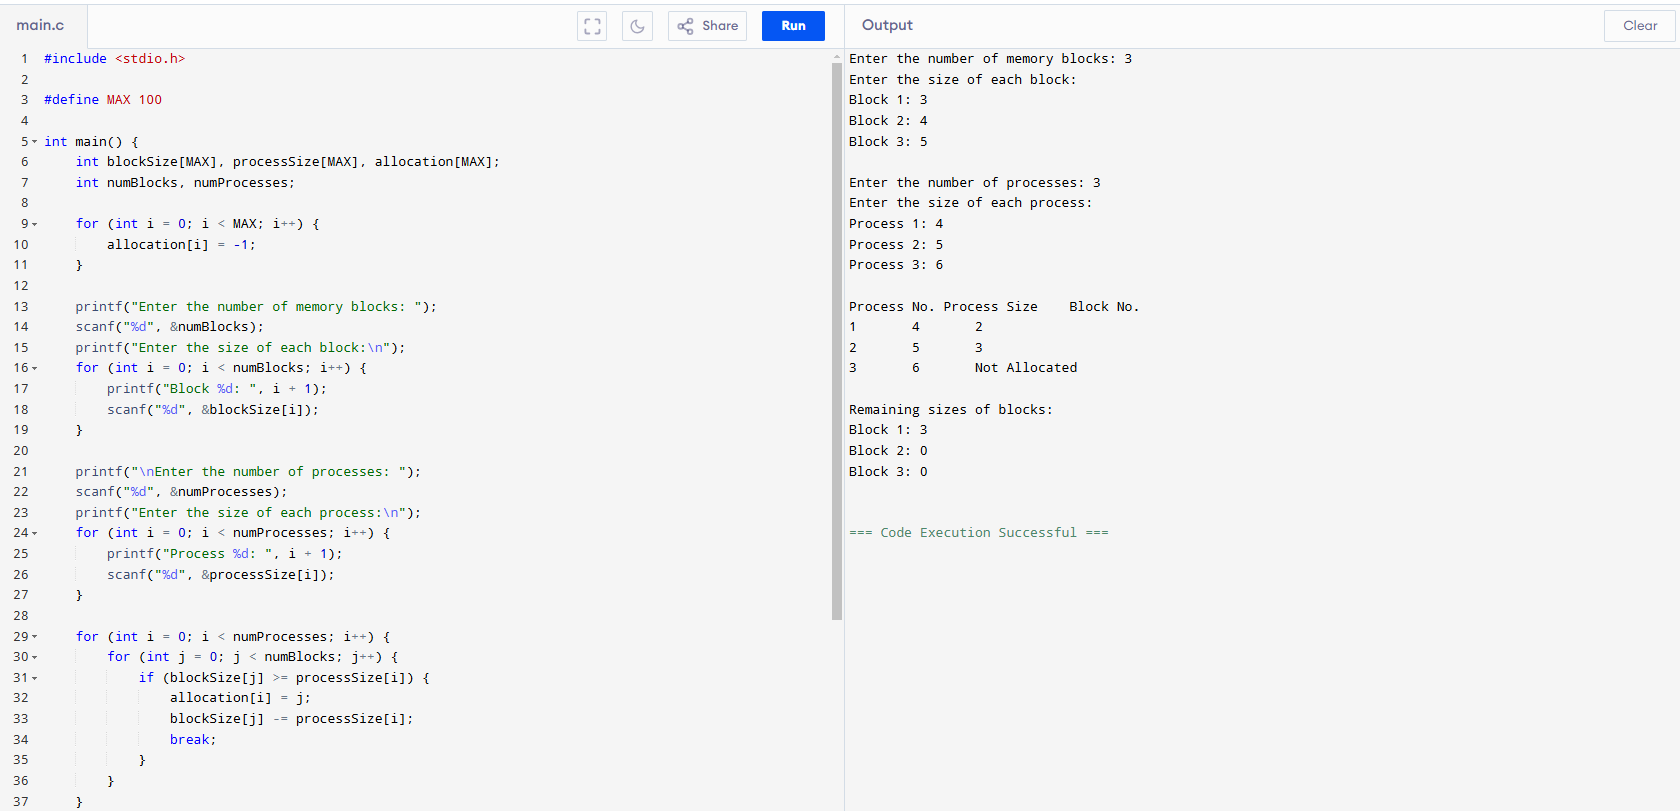 main.c
Share
Run
1 #include <stdio.h>
2
3 #define MAX 100
4
5 int main() {
6     int blockSize[MAX], processSize[MAX], allocation[MAX];
7     int numBlocks, numProcesses;
8
9     for (int i = 0; i < MAX; i++) {
10         allocation[i] = -1;
11     }
12
13     printf("Enter the number of memory blocks: ");
14     scanf("%d", &numBlocks);
15     printf("Enter the size of each block:\n");
16     for (int i = 0; i < numBlocks; i++) {
17         printf("Block %d: ", i + 1);
18         scanf("%d", &blockSize[i]);
19     }
20
21     printf("\nEnter the number of processes: ");
22     scanf("%d", &numProcesses);
23     printf("Enter the size of each process:\n");
24     for (int i = 0; i < numProcesses; i++) {
25         printf("Process %d: ", i + 1);
26         scanf("%d", &processSize[i]);
27     }
28
29     for (int i = 0; i < numProcesses; i++) {
30         for (int j = 0; j < numBlocks; j++) {
31             if (blockSize[j] >= processSize[i]) {
32                 allocation[i] = j;
33                 blockSize[j] -= processSize[i];
34                 break;
35             }
36         }
37     }
Output
Clear
Enter the number of memory blocks: 3
Enter the size of each block:
Block 1: 3
Block 2: 4
Block 3: 5
Enter the number of processes: 3
Enter the size of each process:
Process 1: 4
Process 2: 5
Process 3: 6
Process No. Process Size    Block No.
1       4       2
2       5       3
3       6       Not Allocated
Remaining sizes of blocks:
Block 1: 3
Block 2: 0
Block 3: 0
=== Code Execution Successful ===